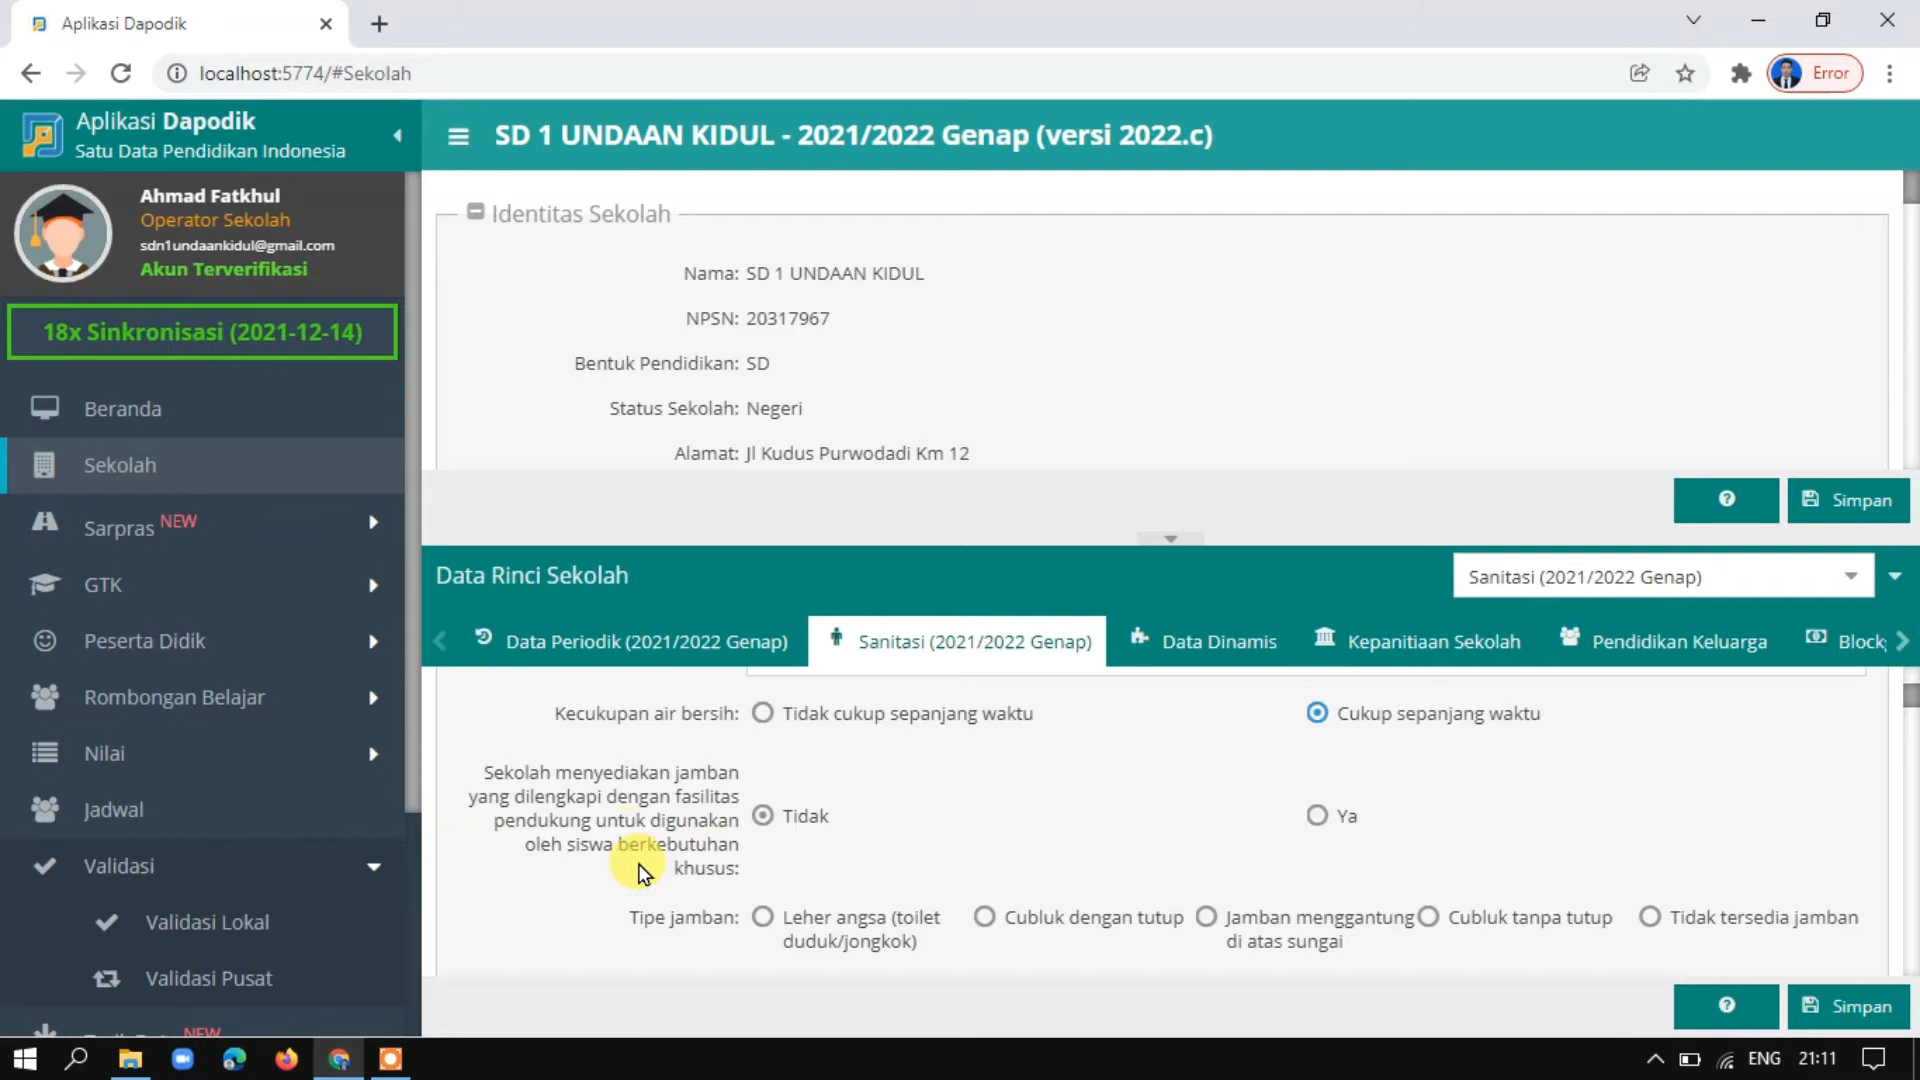 Aplikasi Dapodik
localhost:5774/#Sekolah
Error
Aplikasi Dapodik
Satu Data Pendidikan Indonesia
SD 1 UNDAAN KIDUL - 2021/2022 Genap (versi 2022.c)
Ahmad Fatkhul
Operator Sekolah
sdn1undaankidul@gmail.com
Akun Terverifikasi
18x Sinkronisasi (2021-12-14)
Beranda
Sekolah
Sarpras NEW
GTK
Peserta Didik
Rombongan Belajar
Nilai
Jadwal
Validasi
Validasi Lokal
Validasi Pusat
NEW
Identitas Sekolah
Nama: SD 1 UNDAAN KIDUL
NPSN: 20317967
Bentuk Pendidikan: SD
Status Sekolah: Negeri
Alamat: Jl Kudus Purwodadi Km 12
Simpan
Data Rinci Sekolah
Sanitasi (2021/2022 Genap)
Data Periodik (2021/2022 Genap)
Sanitasi (2021/2022 Genap)
Data Dinamis
Kepanitiaan Sekolah
Pendidikan Keluarga
Block
Kecukupan air bersih: Tidak cukup sepanjang waktu Cukup sepanjang waktu
Sekolah menyediakan jamban
yang dilengkapi dengan fasilitas
pendukung untuk digunakan
oleh siswa berkebutuhan
khusus:
Tidak Ya
Tipe jamban: Leher angsa (toilet Cubluk dengan tutup Jamban menggantung Cubluk tanpa tutup Tidak tersedia jamban
duduk/jongkok) di atas sungai
Simpan
ENG 21:11